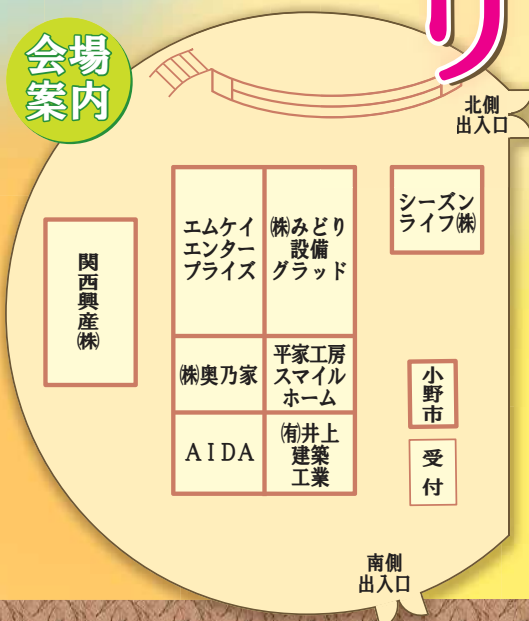 り
会場
案内
北側
出入口
エムケイ
エンター
プライズ
㈱みどり
設備
グラッド
シーズン
ライフ㈱
関西興産㈱
㈱奥乃家
平家工房
スマイル
ホーム
小野市
AIDA
㈲井上
建築
工業
受付
南側
出入口